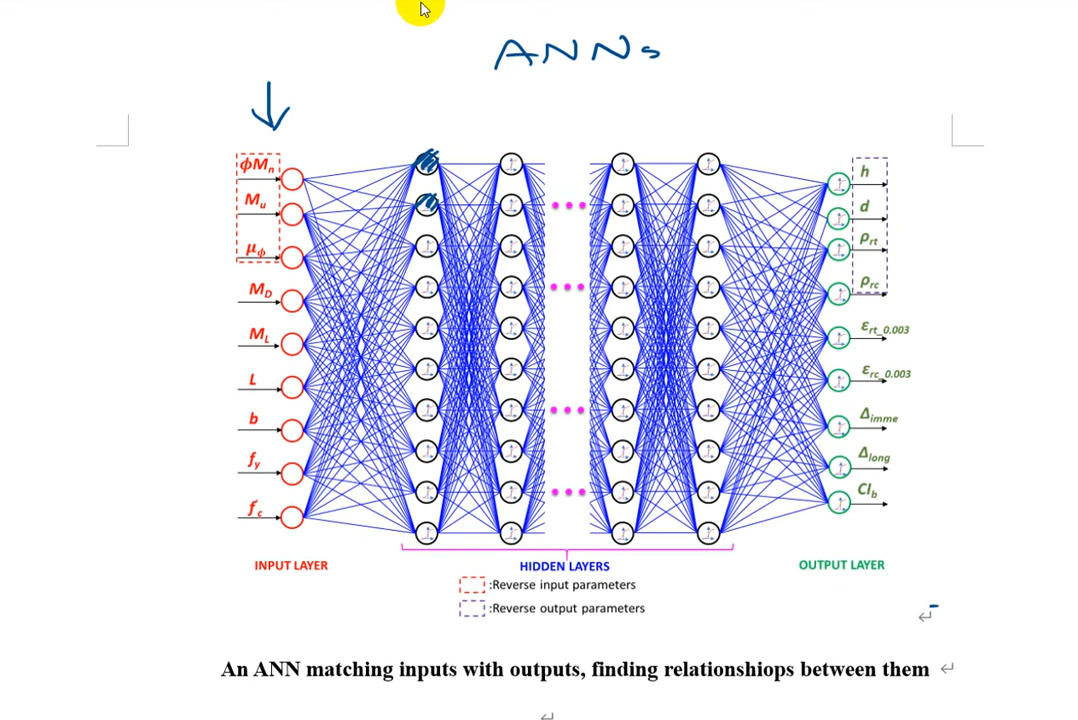 ANNs
ϕMn
Mu
μϕ
MD
ML
L
b
fy
f'c
h
d
ρrt
ρrc
εrt_0.003
εrc_0.003
Δimme
Δlong
CIb
INPUT LAYER
HIDDEN LAYERS
OUTPUT LAYER
:Reverse input parameters
:Reverse output parameters
An ANN matching inputs with outputs, finding relationshiops between them